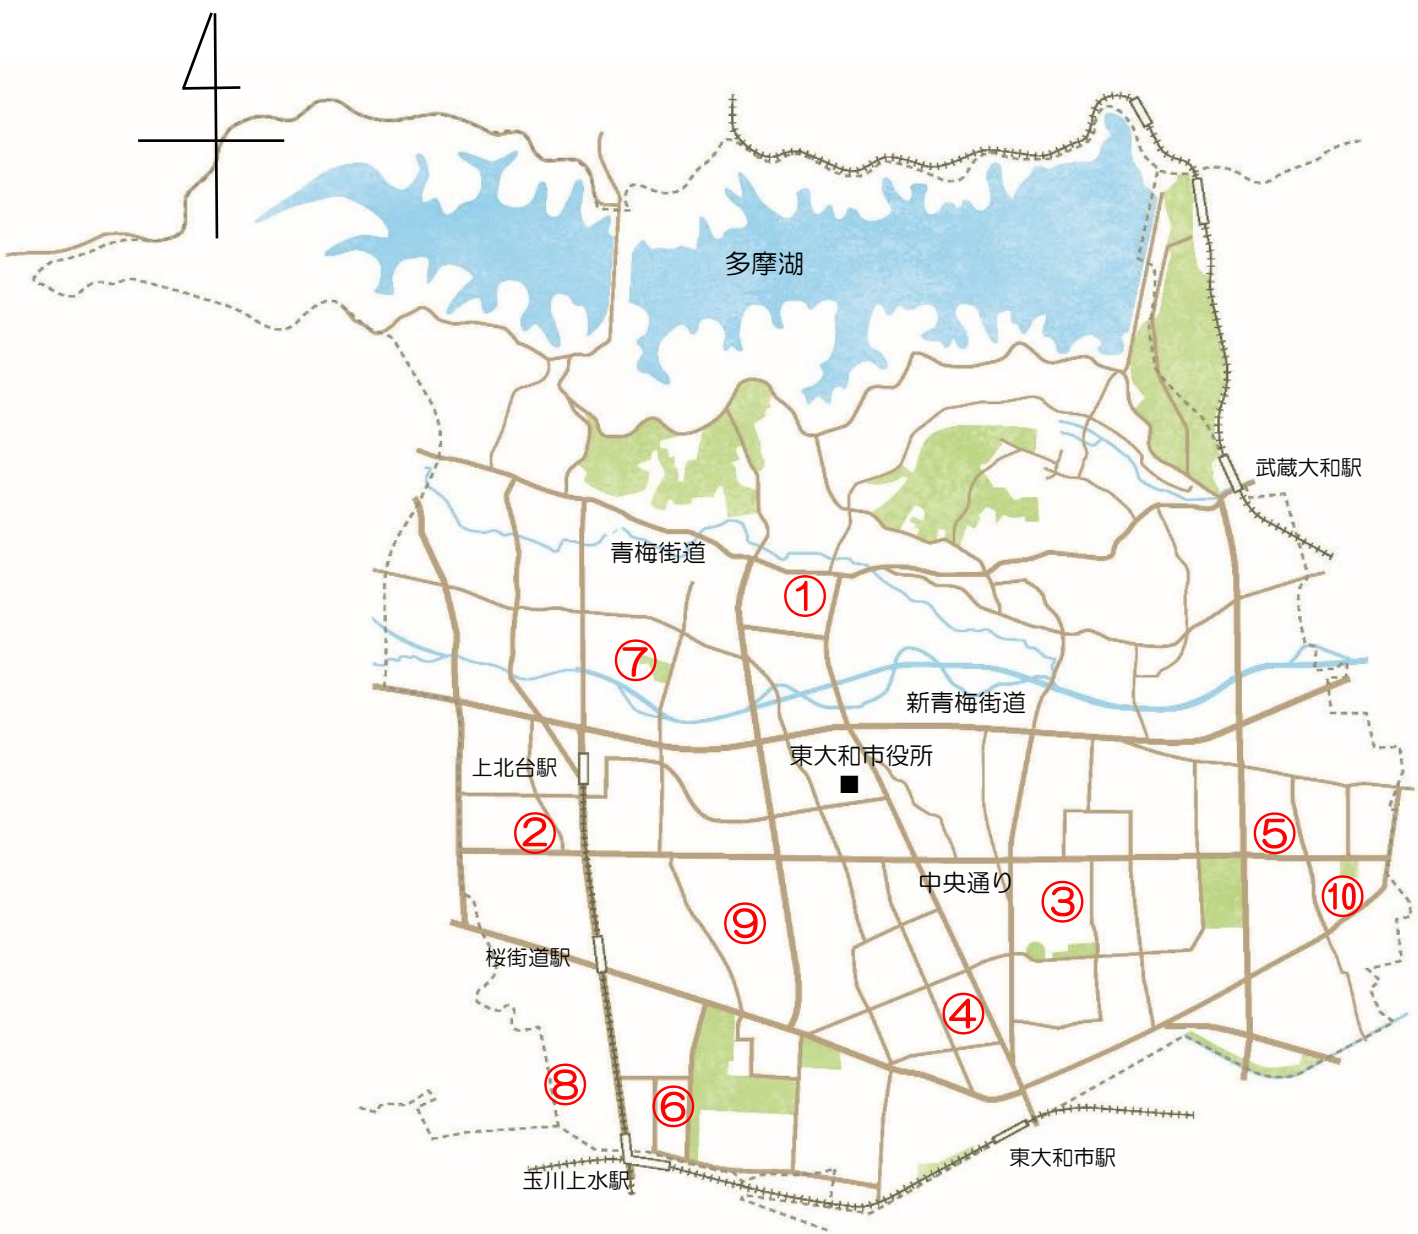 多摩湖
武蔵大和駅
青梅街道
①
⑦
新青梅街道
東大和市役所
上北台駅
②
⑤
中央通り
③
⑩
⑨
桜街道駅
④
⑧
⑥
東大和市駅
玉川上水駅